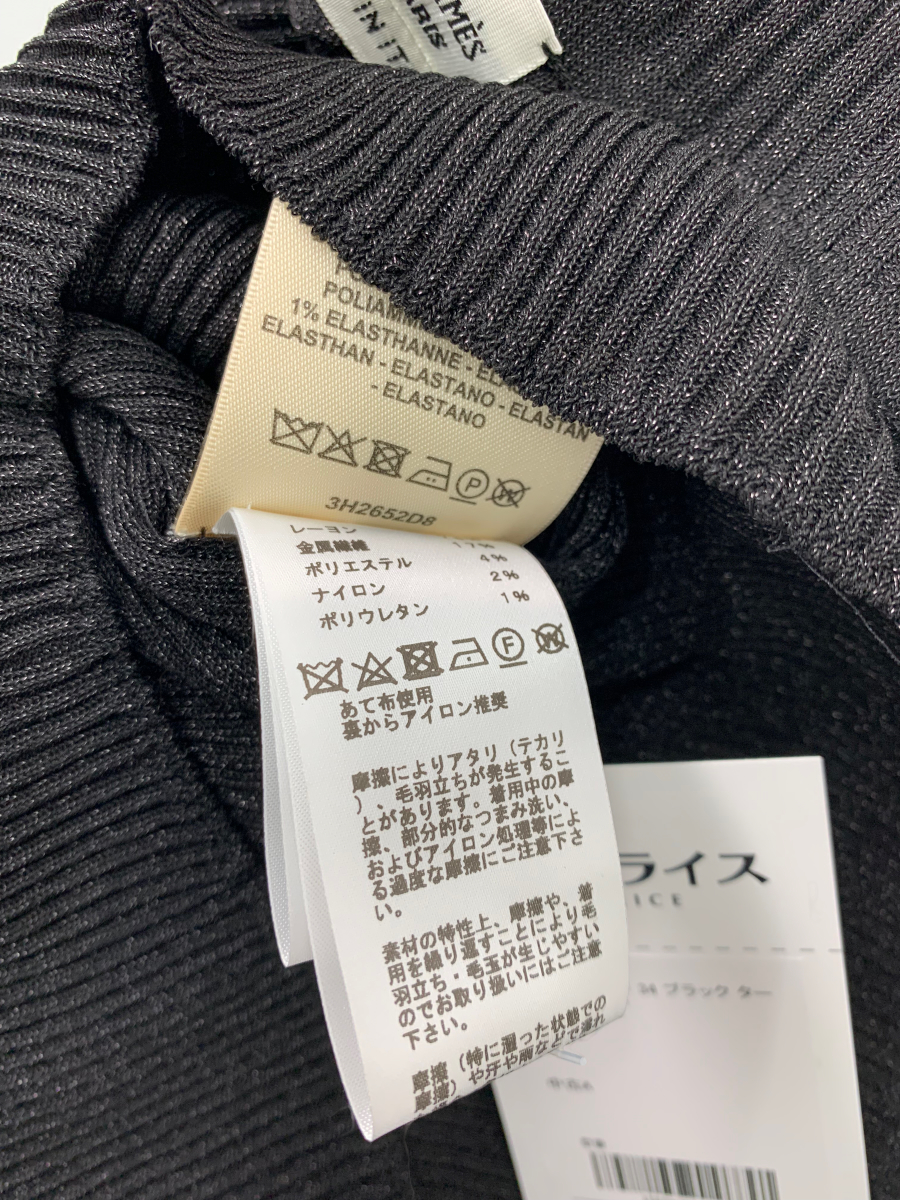 MÈS
PARIS
IN IT
POLIAMM
1% ELASTHANNE - ELA
ELASTHAN - ELASTANO - ELASTAN
- ELASTANO
P
3H2652D8
レーヨン
金属繊維 17%
ポリエステル 4%
ナイロン 2%
ポリウレタン 1%
F W
あて布使用
裏からアイロン推奨
摩擦によりアタリ（テカリ
）、毛羽立ちが発生するこ
とがあります。着用中の摩
擦、部分的なつまみ洗い、
およびアイロン処理等によ
る過度な摩擦にご注意下さ
い。
素材の特性上、摩擦や、着
用を繰り返すことにより毛
羽立ち・毛玉が生じやすい
のでお取り扱いにはご注意
下さい。
摩擦（特に湿った状態での
摩擦）や汗や雨などで濡れ
ライス
ICE
34 ブラック ター